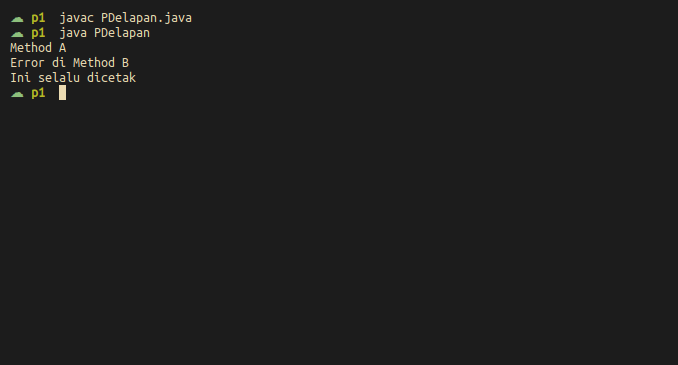 ☁ p1 javac PDelapan.java
☁ p1 java PDelapan
Method A
Error di Method B
Ini selalu dicetak
☁ p1